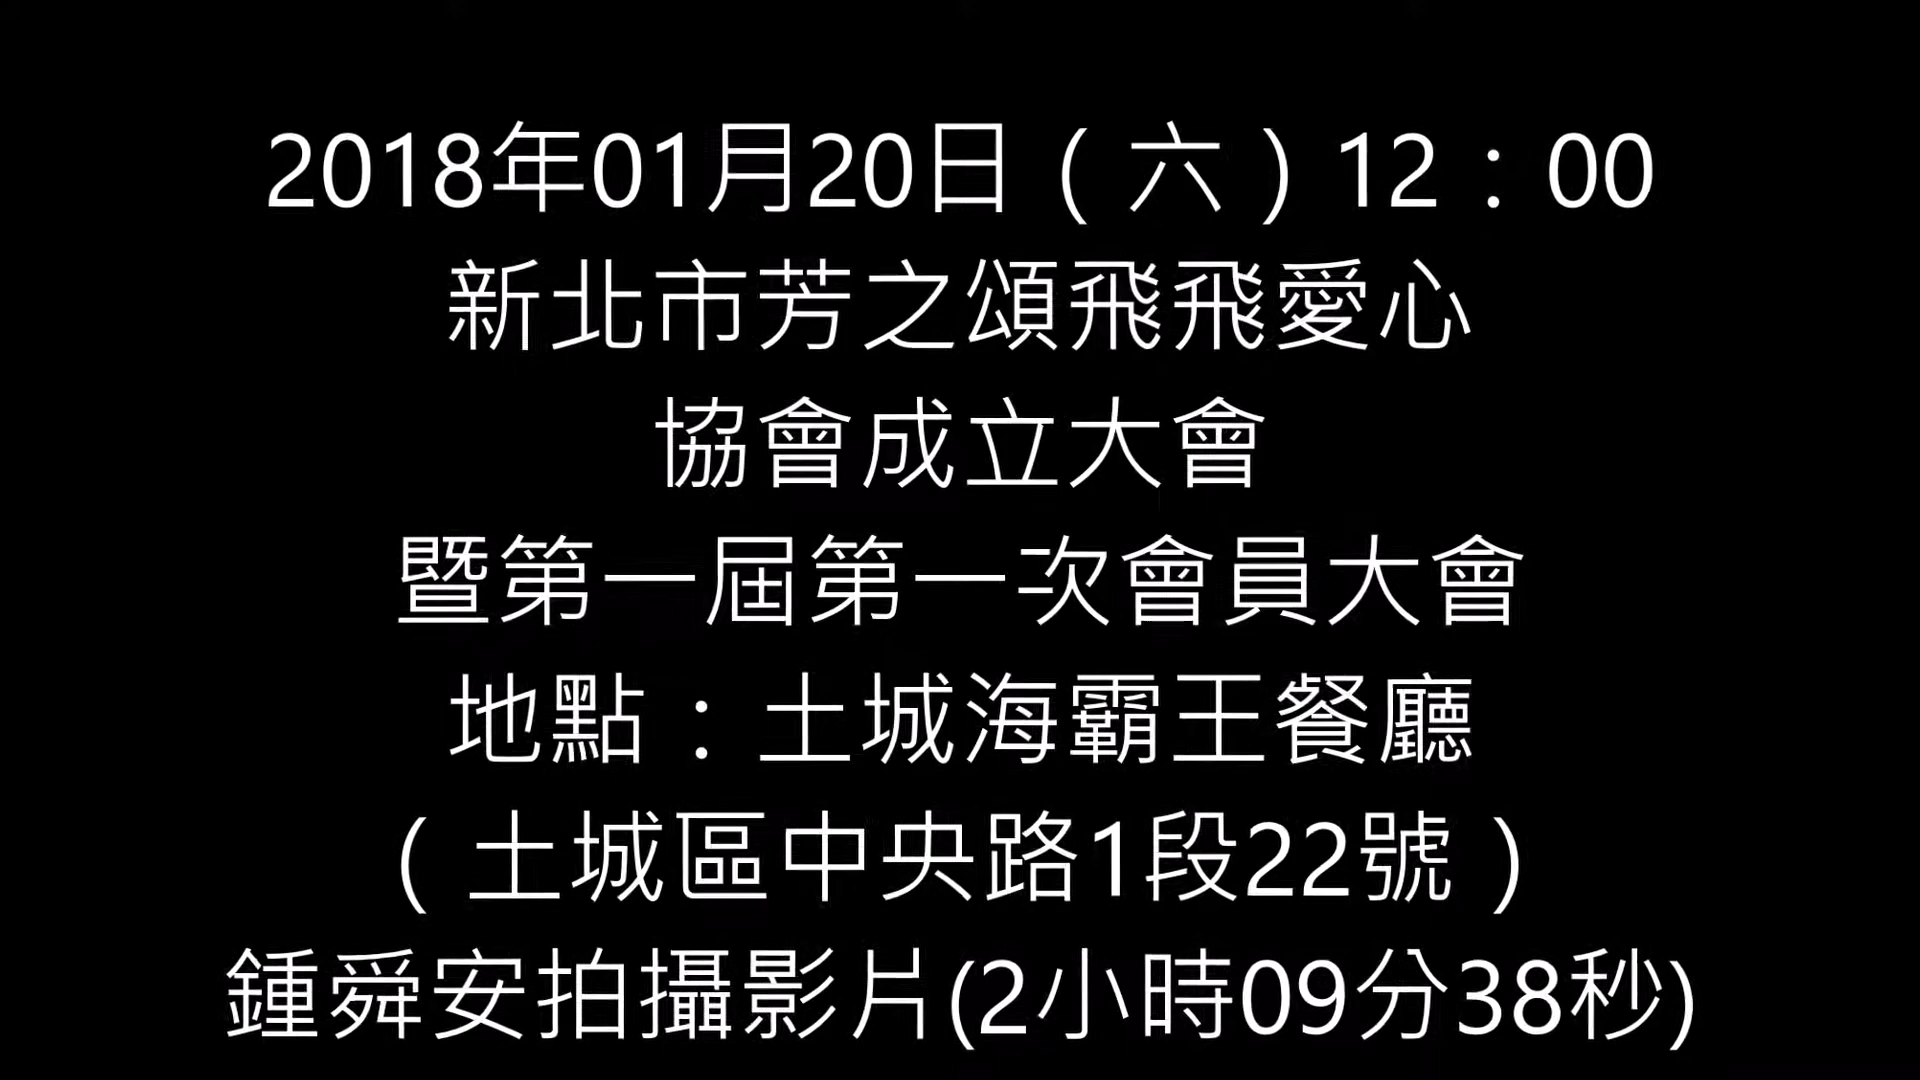 2018年01月20日（六）12：00
新北市芳之頌飛飛愛心
協會成立大會
暨第一屆第一次會員大會
地點：土城海霸王餐廳
（土城區中央路1段22號）
鍾舜安拍攝影片(2小時09分38秒)